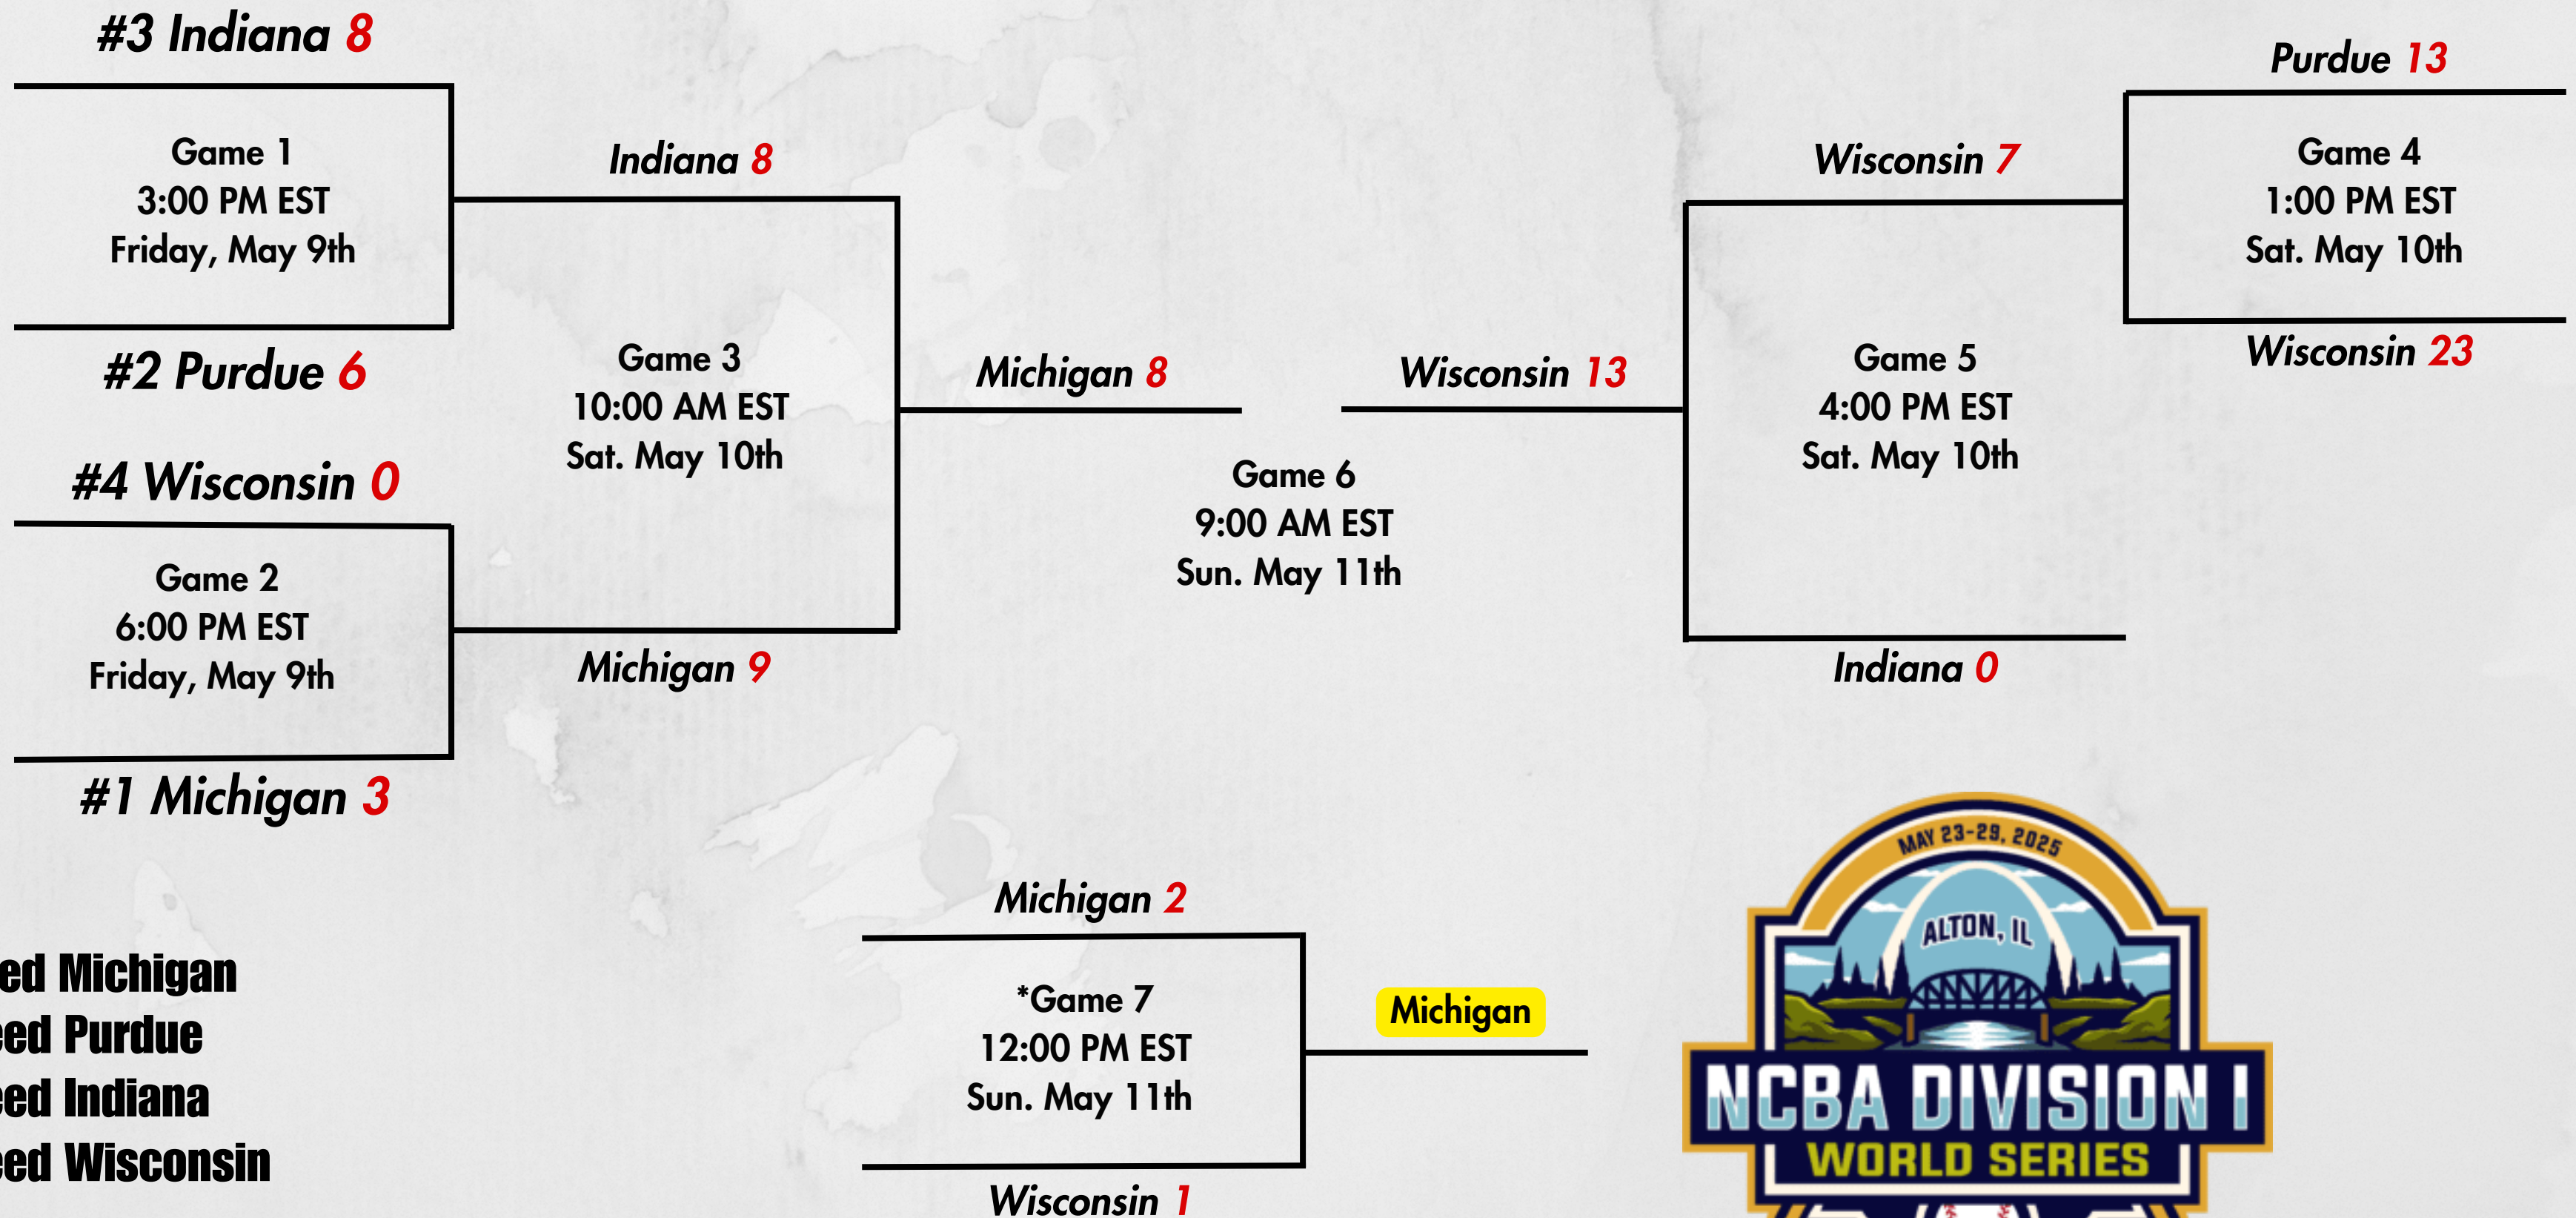 #3 Indiana 8
Game 1
3:00 PM EST
Friday, May 9th
#2 Purdue 6
#4 Wisconsin 0
Game 2
6:00 PM EST
Friday, May 9th
#1 Michigan 3
Indiana 8
Game 3
10:00 AM EST
Sat. May 10th
Michigan 9
Michigan 8
Wisconsin 13
Game 6
9:00 AM EST
Sun. May 11th
Wisconsin 7
Game 5
4:00 PM EST
Sat. May 10th
Indiana 0
Purdue 13
Game 4
1:00 PM EST
Sat. May 10th
Wisconsin 23
ed Michigan
eed Purdue
eed Indiana
eed Wisconsin
Michigan 2
*Game 7
12:00 PM EST
Sun. May 11th
Wisconsin 1
Michigan
MAY 23-29, 2025
ALTON, IL
NCBA DIVISION I
WORLD SERIES